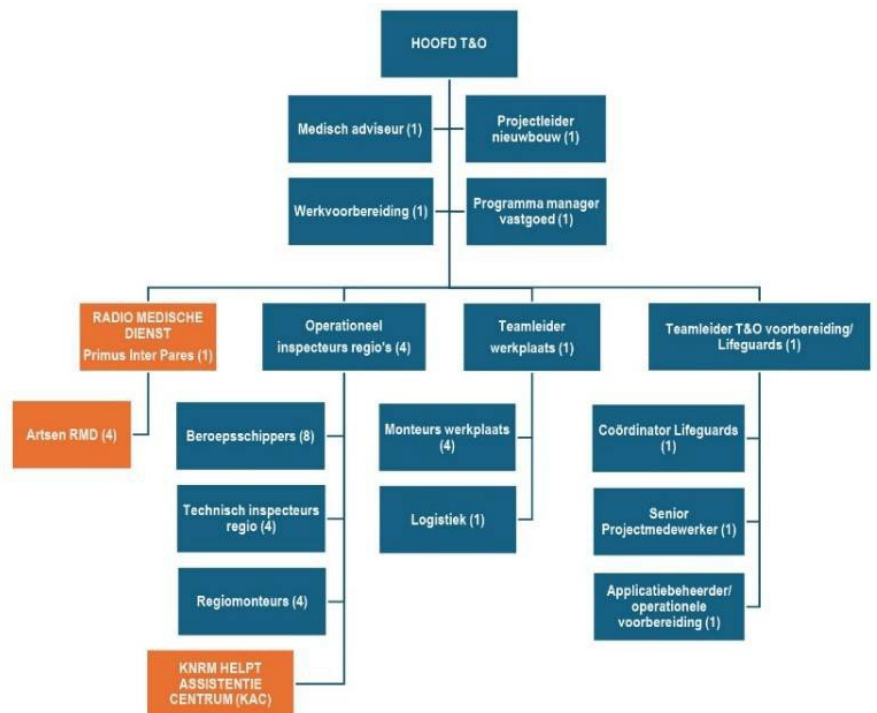 HOOFD T&O
Medisch adviseur (1)
Projectleider
nieuwbouw (1)
Werkvoorbereiding (1)
Programma manager
vastgoed (1)
RADIO MEDISCHE
DIENST
Primus Inter Pares (1)
Operationeel
inspecteurs regio's (4)
Teamleider
werkplaats (1)
Teamleider T&O voorbereiding/
Lifeguards (1)
Artsen RMD (4)
Beroepsschippers (8)
Technisch inspecteurs
regio (4)
Regiomonteurs (4)
KNRM HELPT
ASSISTENTIE
CENTRUM (KAC)
Monteurs werkplaats
(4)
Logistiek (1)
Coördinator Lifeguards
(1)
Senior
Projectmedewerker (1)
Applicatiebeheerder/
operationele
voorbereiding (1)